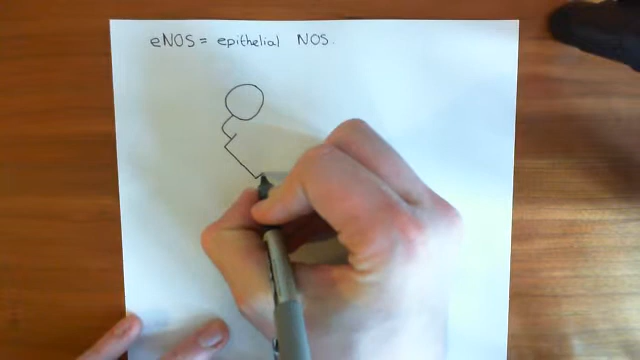 eNOS = epithelial NOS.